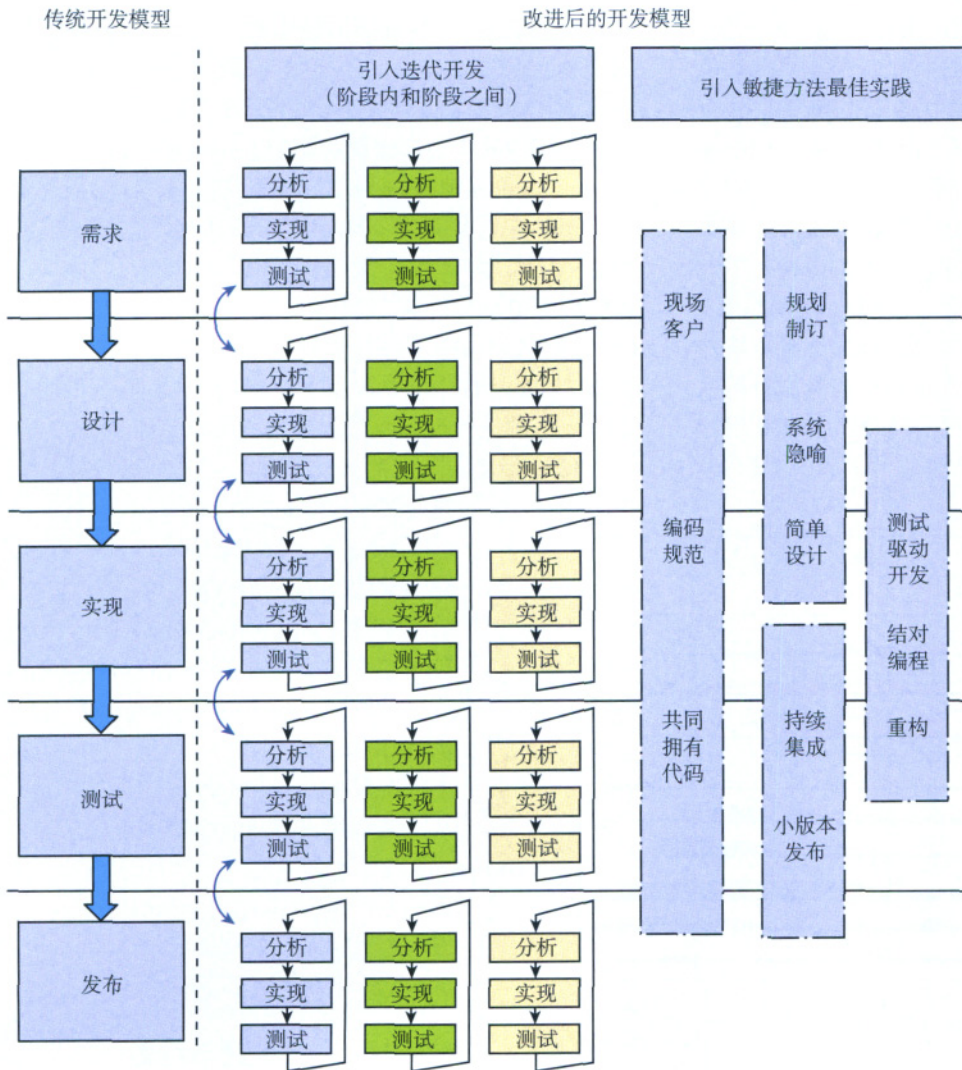 传统开发模型
改进后的开发模型
引入迭代开发
（阶段内和阶段之间）
引入敏捷方法最佳实践
需求
分析
分析
分析
实现
实现
实现
测试
测试
测试
设计
分析
分析
分析
实现
实现
实现
测试
测试
测试
实现
分析
分析
分析
实现
实现
实现
测试
测试
测试
测试
分析
分析
分析
实现
实现
实现
测试
测试
测试
发布
分析
分析
分析
实现
实现
实现
测试
测试
测试
现场
客户
编码
规范
共同
拥有
代码
规划
制订
系统
隐喻
简单
设计
持续
集成
小版本
发布
测试
驱动
开发
结对
编程
重构